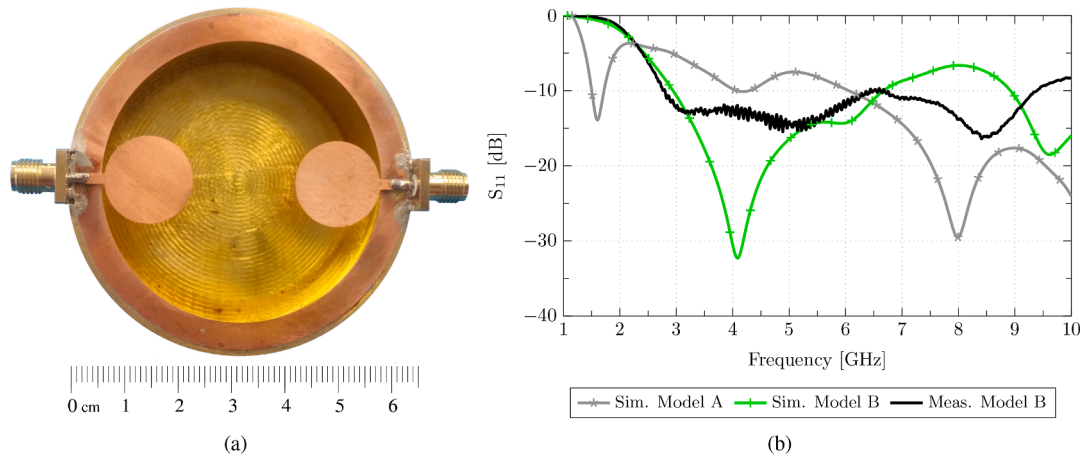 0 cm 1 2 3 4 5 6
(a)
0
−10
−20
−30
−40
S11 [dB]
1 2 3 4 5 6 7 8 9 10
Frequency [GHz]
Sim. Model A Sim. Model B Meas. Model B
(b)